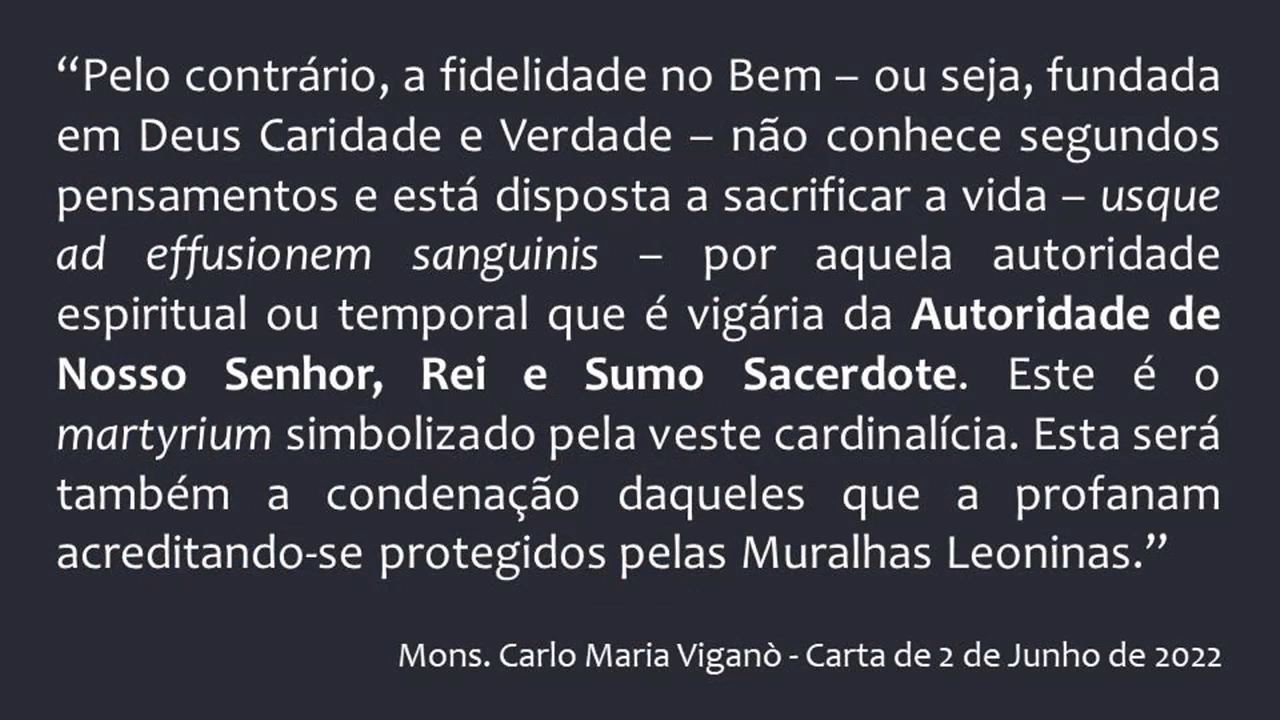 “Pelo contrário, a fidelidade no Bem – ou seja, fundada
em Deus Caridade e Verdade – não conhece segundos
pensamentos e está disposta a sacrificar a vida – usque
ad effusionem sanguinis – por aquela autoridade
espiritual ou temporal que é vigária da Autoridade de
Nosso Senhor, Rei e Sumo Sacerdote. Este é o
martyrium simbolizado pela veste cardinalícia. Esta será
também a condenação daqueles que a profanam
acreditando-se protegidos pelas Muralhas Leoninas.”
Mons. Carlo Maria Viganò - Carta de 2 de Junho de 2022